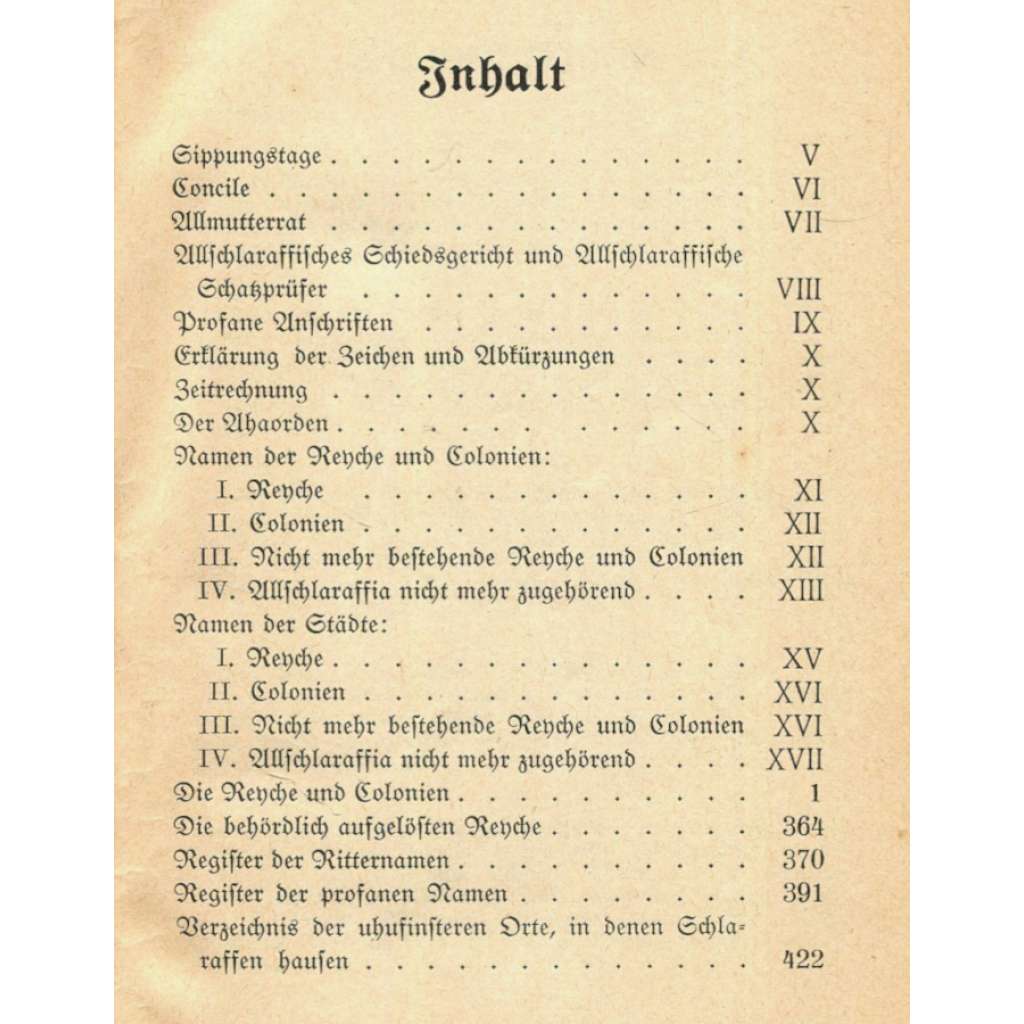 Inhalt
Sippungstage . . . . . . . . . . . . . . V
Concile . . . . . . . . . . . . . . . . VI
Allmutterrat . . . . . . . . . . . . . . VII
Allschlaraffisches Schiedsgericht und Allschlaraffische
Schatzprüfer . . . . . . . . . . . . . VIII
Profane Anschriften . . . . . . . . . . . IX
Erklärung der Zeichen und Abkürzungen . . . . X
Zeitrechnung . . . . . . . . . . . . . . X
Der Ahaorden . . . . . . . . . . . . . X
Namen der Reyche und Colonien:
I. Reyche . . . . . . . . . . . . . XI
II. Colonien . . . . . . . . . . . . . XII
III. Nicht mehr bestehende Reyche und Colonien XII
IV. Allschlaraffia nicht mehr zugehörend . . . . XIII
Namen der Städte:
I. Reyche . . . . . . . . . . . . . . XV
II. Colonien . . . . . . . . . . . . . XVI
III. Nicht mehr bestehende Reyche und Colonien XVI
IV. Allschlaraffia nicht mehr zugehörend . . . . XVII
Die Reyche und Colonien . . . . . . . . . . 1
Die behördlich aufgelösten Reyche . . . . . . . 364
Register der Ritternamen . . . . . . . . . . 370
Register der profanen Namen . . . . . . . . 391
Verzeichnis der uhufinsteren Orte, in denen Schla-
raffen hausen . . . . . . . . . . . . . 422